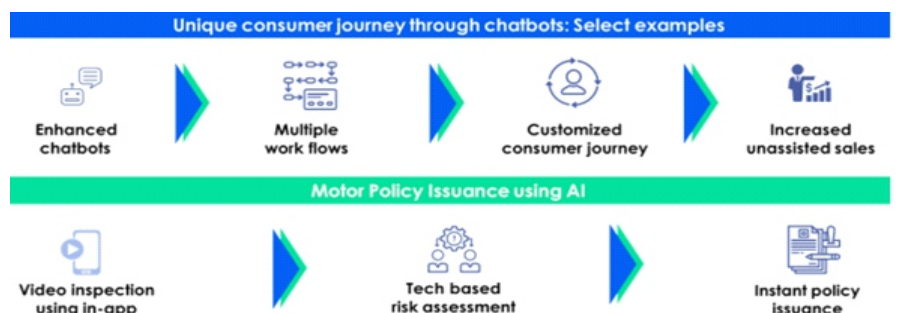 Unique consumer journey through chatbots: Select examples
Enhanced
chatbots
Multiple
work flows
Customized
consumer journey
Increased
unassisted sales
Motor Policy Issuance using AI
Video inspection
using in-app
Tech based
risk assessment
Instant policy
issuance